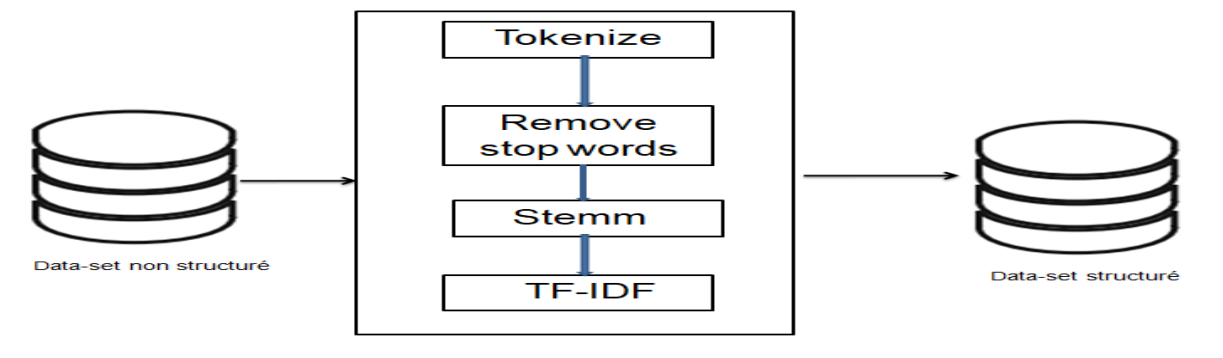 Tokenize
Remove
stop words
Stemm
TF-IDF
Data-set non structuré
Data-set structuré